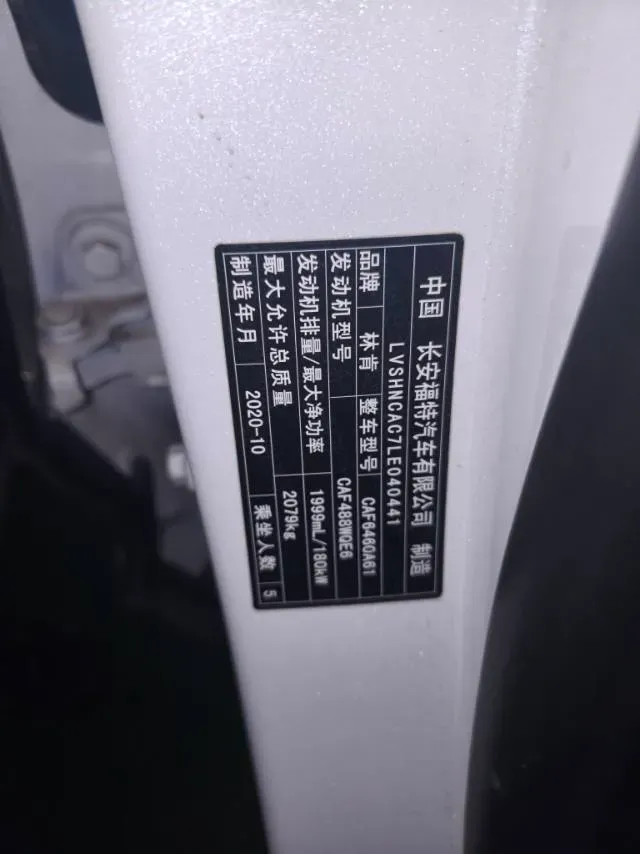 中国 长安福特汽车有限公司 制造
LVSHNCAC7LE040441
品牌 林肯 整车型号 CAF6460A61
发动机型号 CAF488WQE6
发动机排量/最大净功率 1999mL/180kW
最大允许总质量 2079kg
制造年月 2020-10 乘坐人数 5